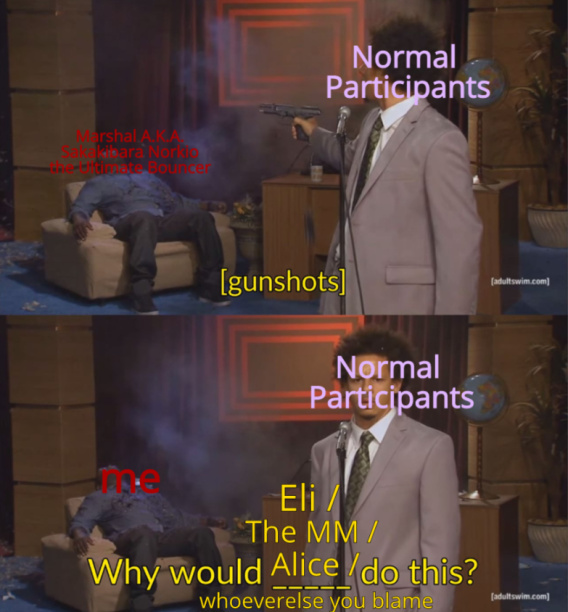 Normal
Participants
Marshal A.K.A.
Sakakibara Norkio
the Ultimate Bouncer
[gunshots]
[adultswim.com]
Normal
Participants
me
Eli /
The MM /
Why would _____ do this?
Alice /
whoeverelse you blame
[adultswim.com]